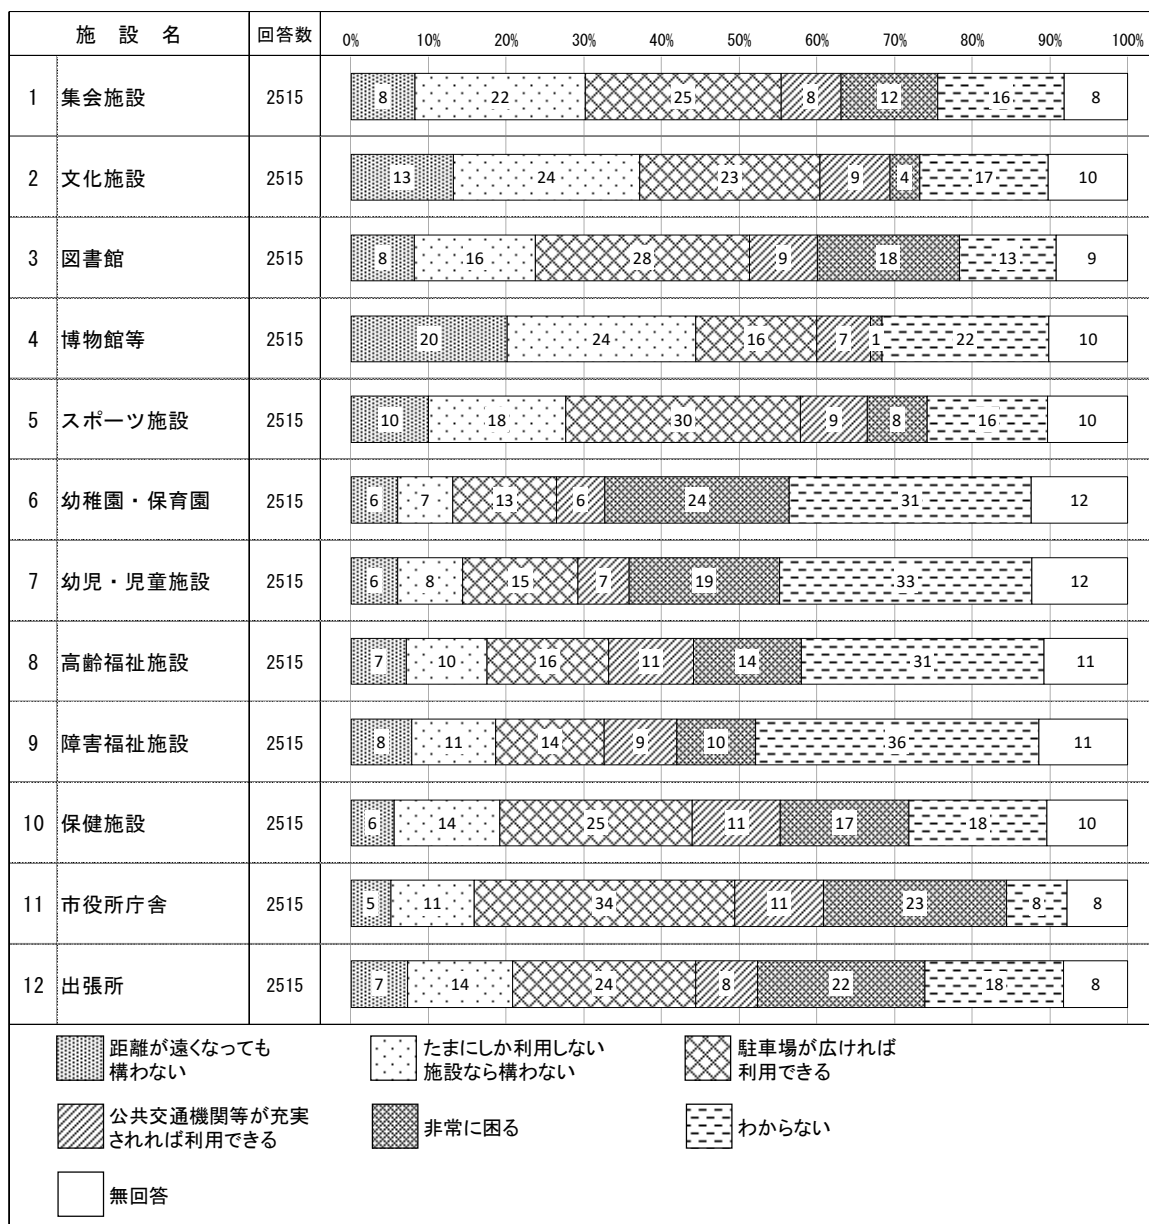 施 設 名 回答数 0% 10% 20% 30% 40% 50% 60% 70% 80% 90% 100%
1 集会施設 2515 8 22 25 8 12 16 8
2 文化施設 2515 13 24 23 9 4 17 10
3 図書館 2515 8 16 28 9 18 13 9
4 博物館等 2515 20 24 16 7 1 22 10
5 スポーツ施設 2515 10 18 30 9 8 16 10
6 幼稚園・保育園 2515 6 7 13 6 24 31 12
7 幼児・児童施設 2515 6 8 15 7 19 33 12
8 高齢福祉施設 2515 7 10 16 11 14 31 11
9 障害福祉施設 2515 8 11 14 9 10 36 11
10 保健施設 2515 6 14 25 11 17 18 10
11 市役所庁舎 2515 5 11 34 11 23 8 8
12 出張所 2515 7 14 24 8 22 18 8
距離が遠くなっても
構わない
たまにしか利用しない
施設なら構わない
駐車場が広ければ
利用できる
公共交通機関等が充実
されれば利用できる
非常に困る
わからない
無回答